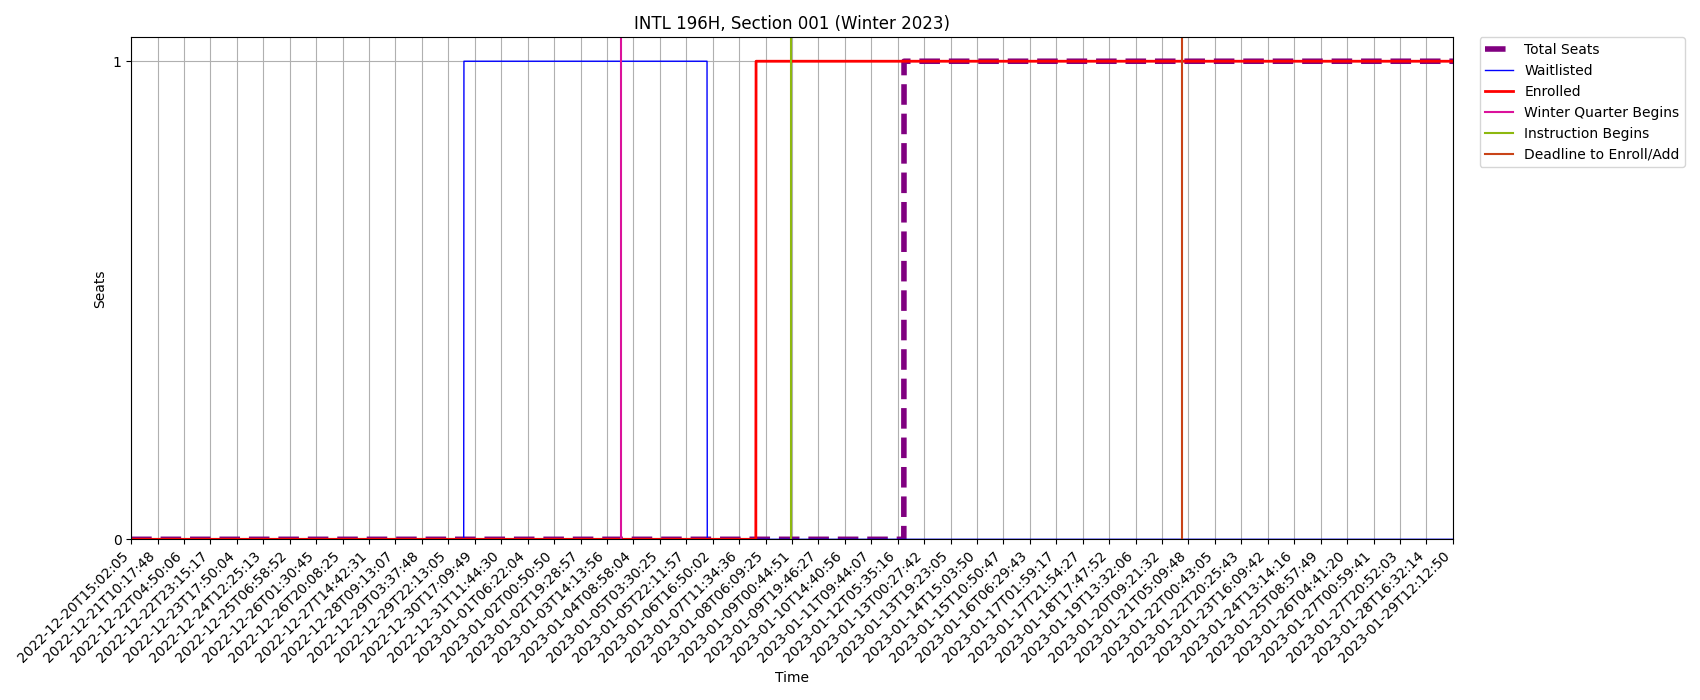 INTL 196H, Section 001 (Winter 2023)
Total Seats
Waitlisted
Enrolled
Winter Quarter Begins
Instruction Begins
Deadline to Enroll/Add
Seats
1
0
2022-12-20T15:02:05
2022-12-21T10:17:48
2022-12-22T04:50:06
2022-12-22T23:15:17
2022-12-23T17:50:04
2022-12-24T12:25:13
2022-12-25T06:58:52
2022-12-26T01:30:45
2022-12-26T20:08:25
2022-12-27T14:42:31
2022-12-28T09:13:07
2022-12-29T03:37:48
2022-12-29T22:13:05
2022-12-30T17:09:49
2022-12-31T11:44:30
2023-01-01T06:22:04
2023-01-02T00:50:50
2023-01-02T19:28:57
2023-01-03T14:13:56
2023-01-04T08:58:04
2023-01-05T03:30:25
2023-01-05T22:11:57
2023-01-06T16:50:02
2023-01-07T11:34:36
2023-01-08T06:09:25
2023-01-09T00:44:51
2023-01-09T19:46:27
2023-01-10T14:40:56
2023-01-11T09:44:07
2023-01-12T05:35:16
2023-01-13T00:27:42
2023-01-13T19:23:05
2023-01-14T15:03:50
2023-01-15T10:50:47
2023-01-16T06:29:43
2023-01-17T01:59:17
2023-01-17T21:54:27
2023-01-18T17:47:52
2023-01-19T13:32:06
2023-01-20T09:21:32
2023-01-21T05:09:48
2023-01-22T00:43:05
2023-01-22T20:25:43
2023-01-23T16:09:42
2023-01-24T13:14:16
2023-01-25T08:57:49
2023-01-26T04:41:20
2023-01-27T00:59:41
2023-01-27T20:52:03
2023-01-28T16:32:14
2023-01-29T12:12:50
Time